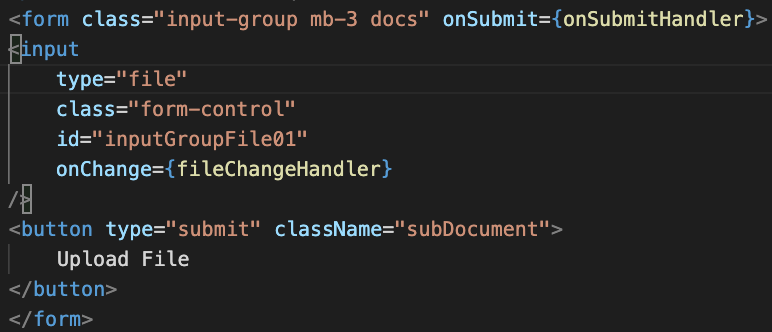 <form class="input-group mb-3 docs" onSubmit={onSubmitHandler}>
<input
type="file"
class="form-control"
id="inputGroupFile01"
onChange={fileChangeHandler}
/>
<button type="submit" className="subDocument">
Upload File
</button>
</form>